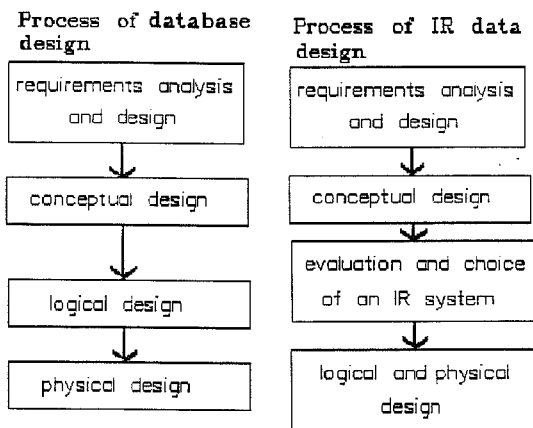 Process of database
design
requirements analysis
and design
conceptual design
logical design
physical design
Process of IR data
design
requirements analysis
and design
conceptual design
evaluation and choice
of an IR system
logical and physical
design